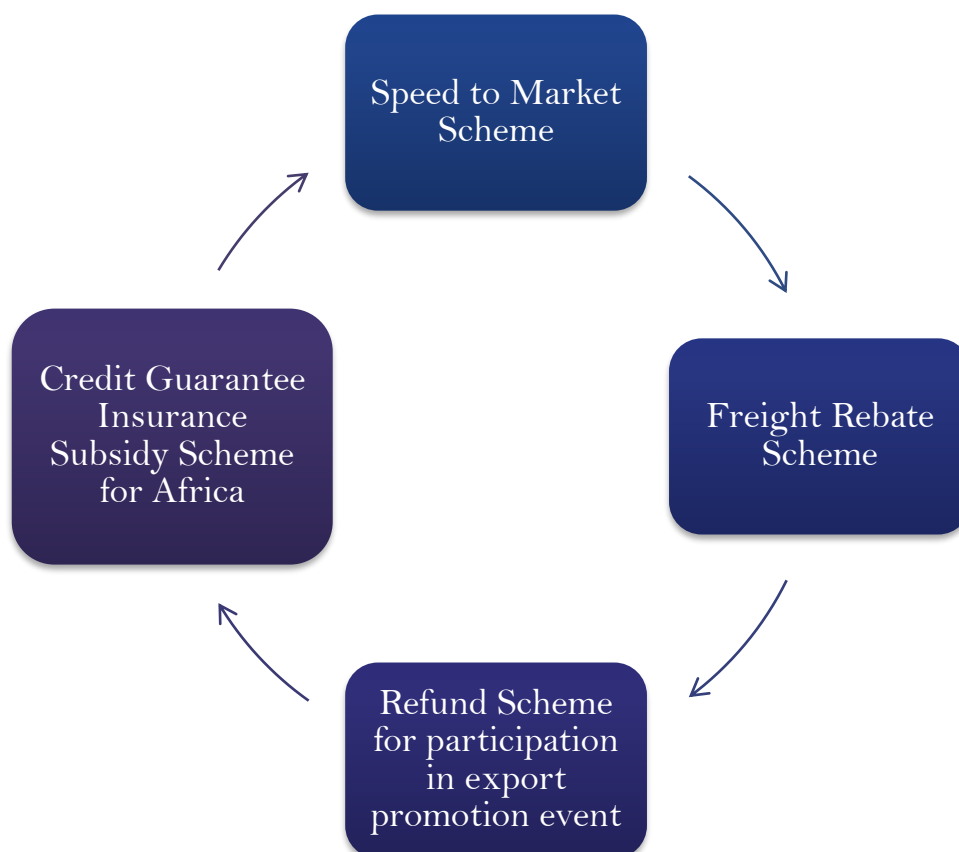 Speed to Market
Scheme
Freight Rebate
Scheme
Refund Scheme
for participation
in export
promotion event
Credit Guarantee
Insurance
Subsidy Scheme
for Africa